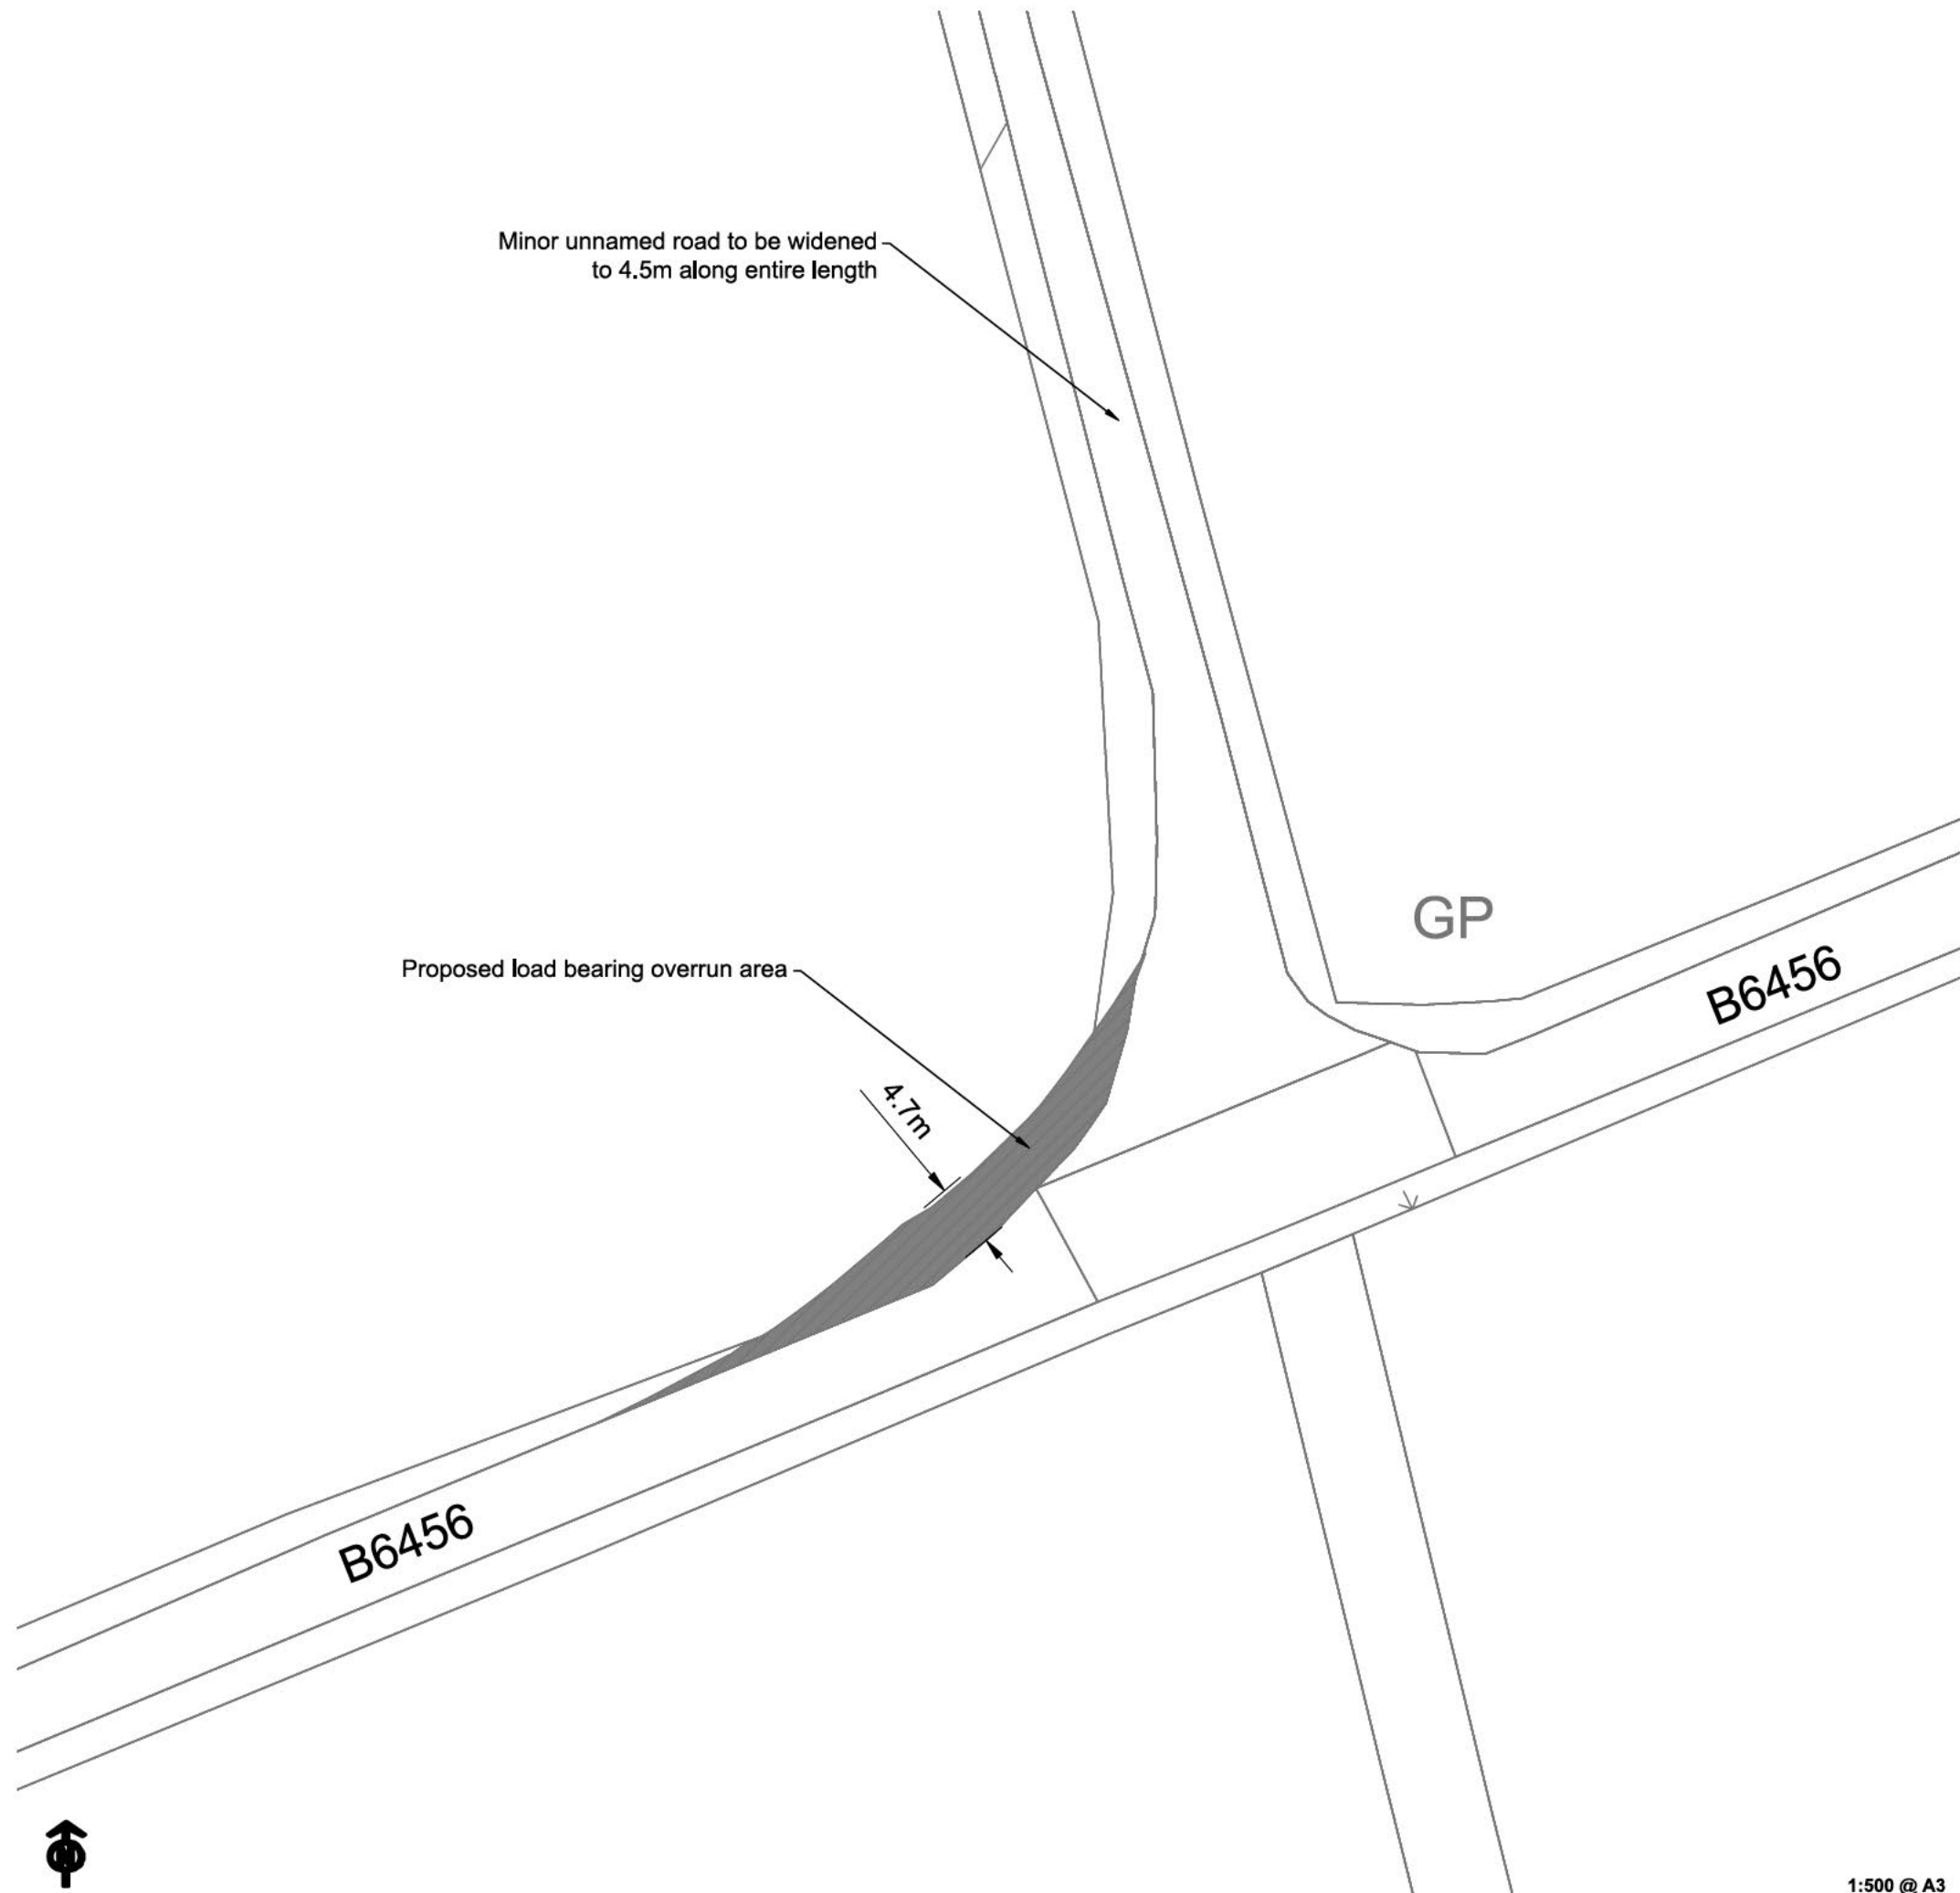 Minor unnamed road to be widened
to 4.5m along entire length
GP
B6456
Proposed load bearing overrun area
4.7m
B6456
1:500 @ A3